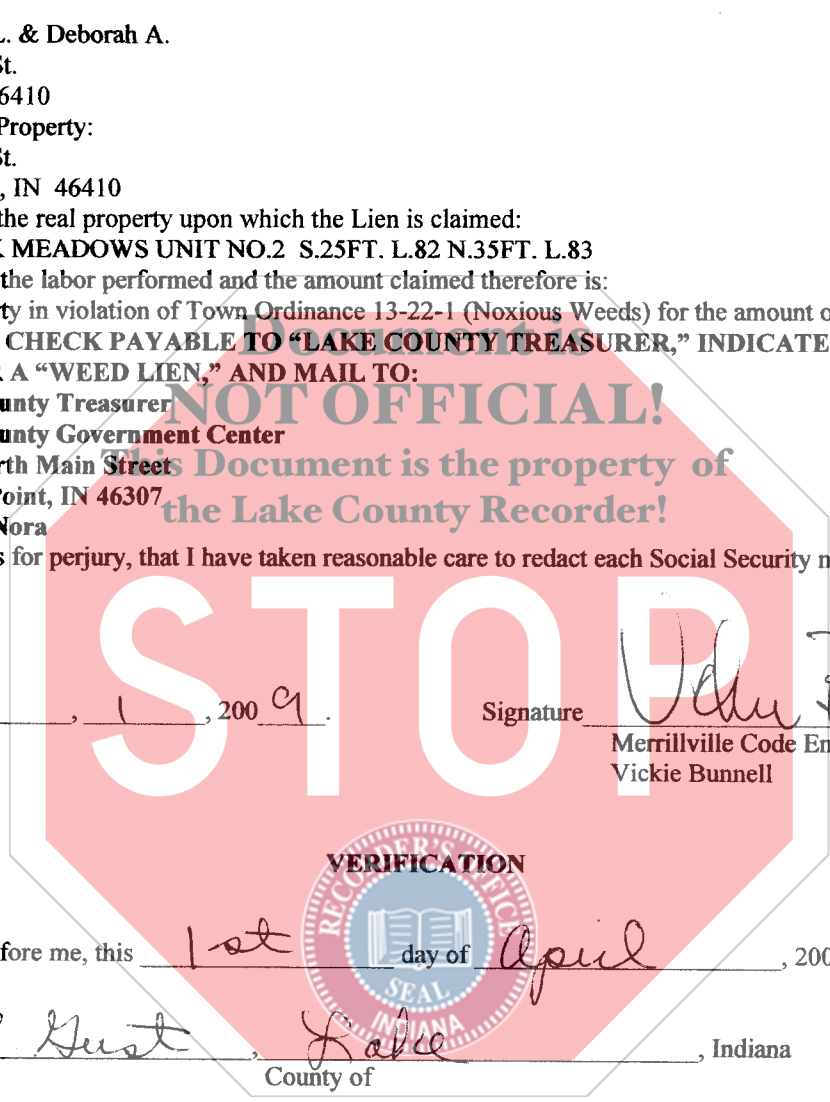 L. & Deborah A.
St.
6410
Property:
St.
, IN 46410
the real property upon which the Lien is claimed:
MEADOWS UNIT NO.2 S.25FT. L.82 N.35FT. L.83
the labor performed and the amount claimed therefore is:
ty in violation of Town Ordinance 13-22-1 (Noxious Weeds) for the amount o
Document is
CHECK PAYABLE TO “LAKE COUNTY TREASURER,” INDICATE
A “WEED LIEN,” AND MAIL TO:
NOT OFFICIAL!
unty Treasurer
unty Government Center
rth Main Street
This Document is the property of
oint, IN 46307
the Lake County Recorder!
Nora
s for perjury, that I have taken reasonable care to redact each Social Security n
STOP
, 1 , 200 9 .
Signature
Merrillville Code En
Vickie Bunnell
VERIFICATION
fore me, this 1st day of April , 200
RECORDER'S OFFICE
SEAL
INDIANA
Gust , Lake , Indiana
County of